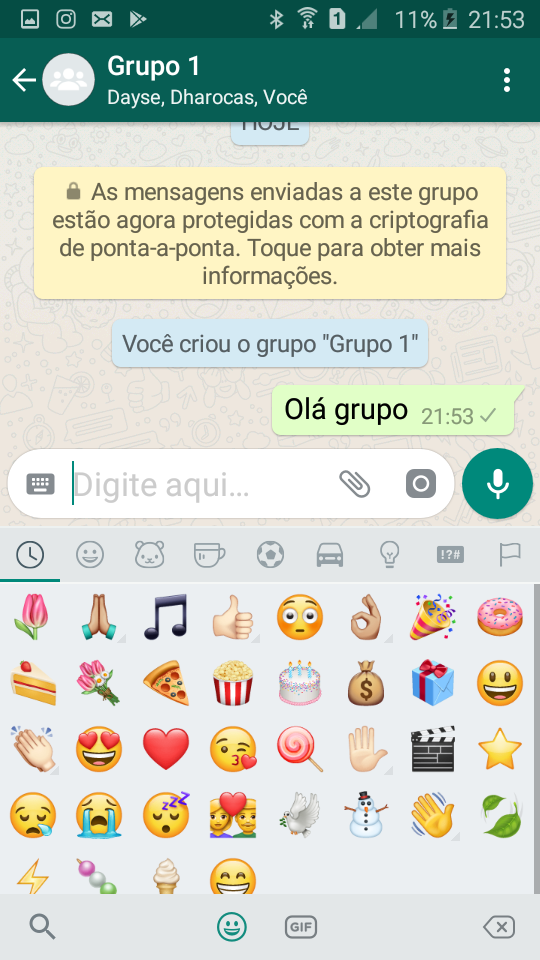 11% 21:53
Grupo 1
Dayse, Dharocas, Você
HOJE
As mensagens enviadas a este grupo
estão agora protegidas com a criptografia
de ponta-a-ponta. Toque para obter mais
informações.
Você criou o grupo "Grupo 1"
Olá grupo 21:53
Digite aqui...
!?#
GIF